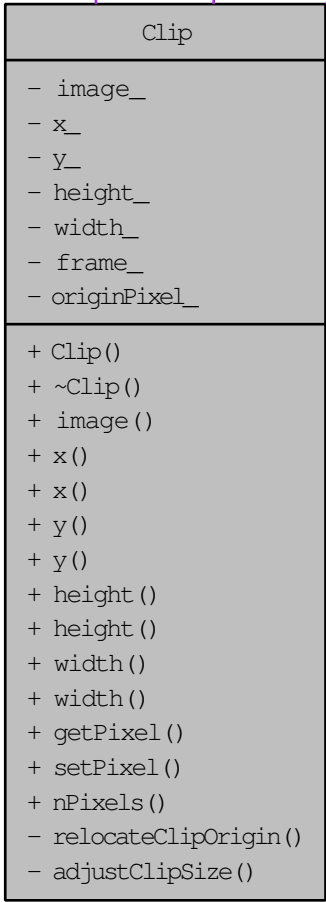 Clip
- image_
- x_
- y_
- height_
- width_
- frame_
- originPixel_
+ Clip()
+ ~Clip()
+ image()
+ x()
+ x()
+ y()
+ y()
+ height()
+ height()
+ width()
+ width()
+ getPixel()
+ setPixel()
+ nPixels()
- relocateClipOrigin()
- adjustClipSize()